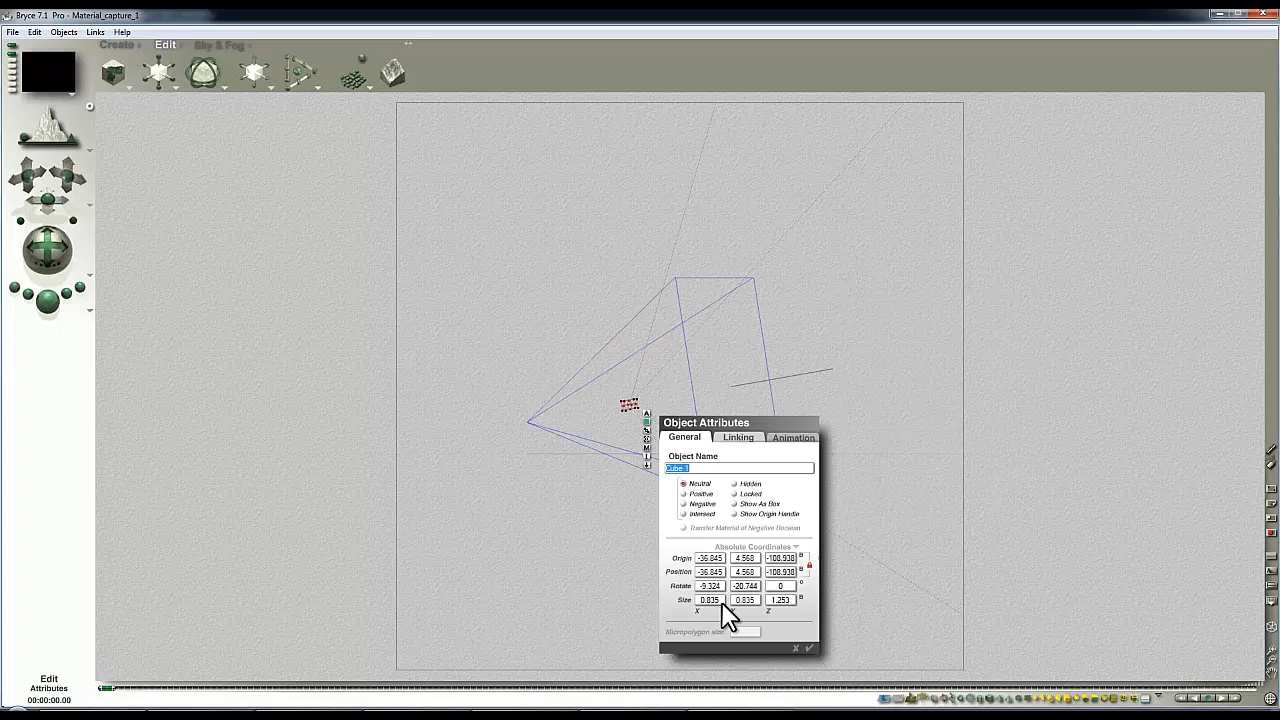 Bryce 7.1 Pro - Material_capture_1
File Edit Objects Links Help
Create Edit Sky & Fog
A
M
Object Attributes
General Linking Animation
Object Name
Cube 1
Neutral Hidden
Positive Locked
Negative Show As Box
Intersect Show Origin Handle
Transfer Material of Negative Boolean
Absolute Coordinates
Origin -36.845 4.568 -108.938 B
Position -36.845 4.568 -108.938 B
Rotate -9.324 -20.744 0 °
Size 0.835 0.835 1.253 B
X Z
Micropolygon size
Edit
Attributes
00:00:00.00